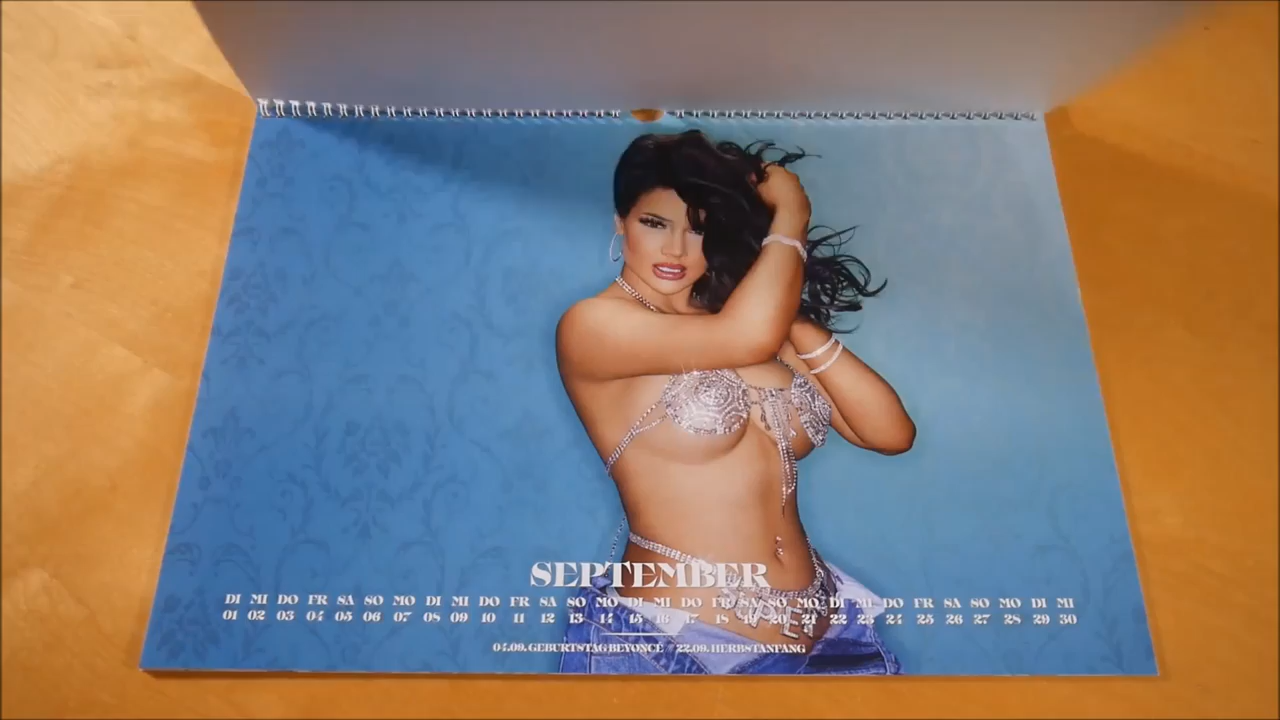 SEPTEMBER
DI MI DO FR SA SO MO DI MI DO FR SA SO MO DI MI DO FR SA SO MO DI MI DO FR SA SO MO DI MI
01 02 03 04 05 06 07 08 09 10 11 12 13 14 15 16 17 18 19 20 21 22 23 24 25 26 27 28 29 30
04.09. GEBURTSTAG BEYONCÉ 22.09. HERBSTANFANG